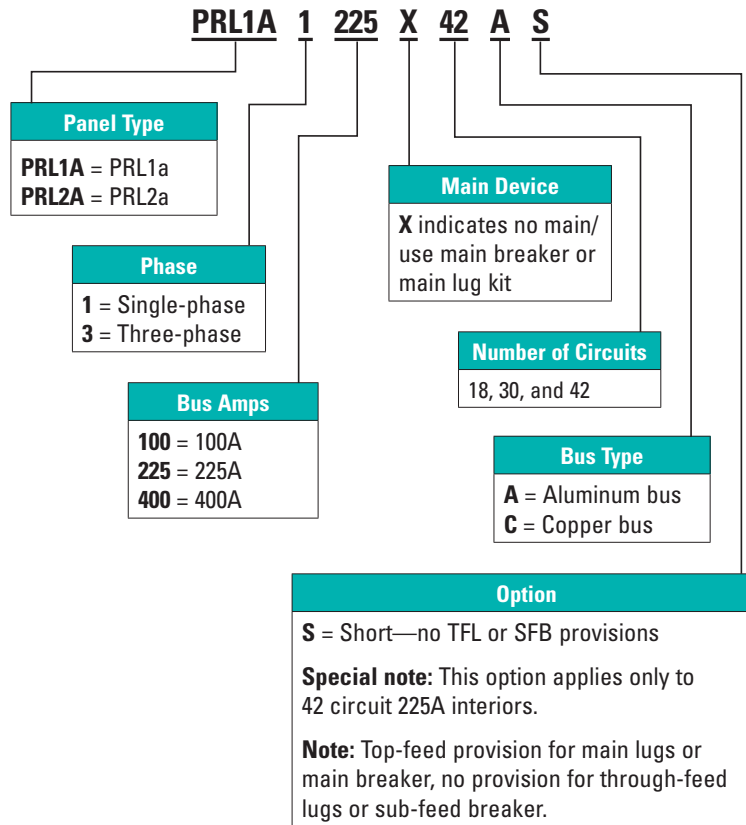 PRL1A 1 225 X 42 A S
Panel Type
PRL1A = PRL1a
PRL2A = PRL2a
Main Device
X indicates no main/
use main breaker or
main lug kit
Phase
1 = Single-phase
3 = Three-phase
Number of Circuits
18, 30, and 42
Bus Amps
100 = 100A
225 = 225A
400 = 400A
Bus Type
A = Aluminum bus
C = Copper bus
Option
S = Short—no TFL or SFB provisions
Special note: This option applies only to
42 circuit 225A interiors.
Note: Top-feed provision for main lugs or
main breaker, no provision for through-feed
lugs or sub-feed breaker.